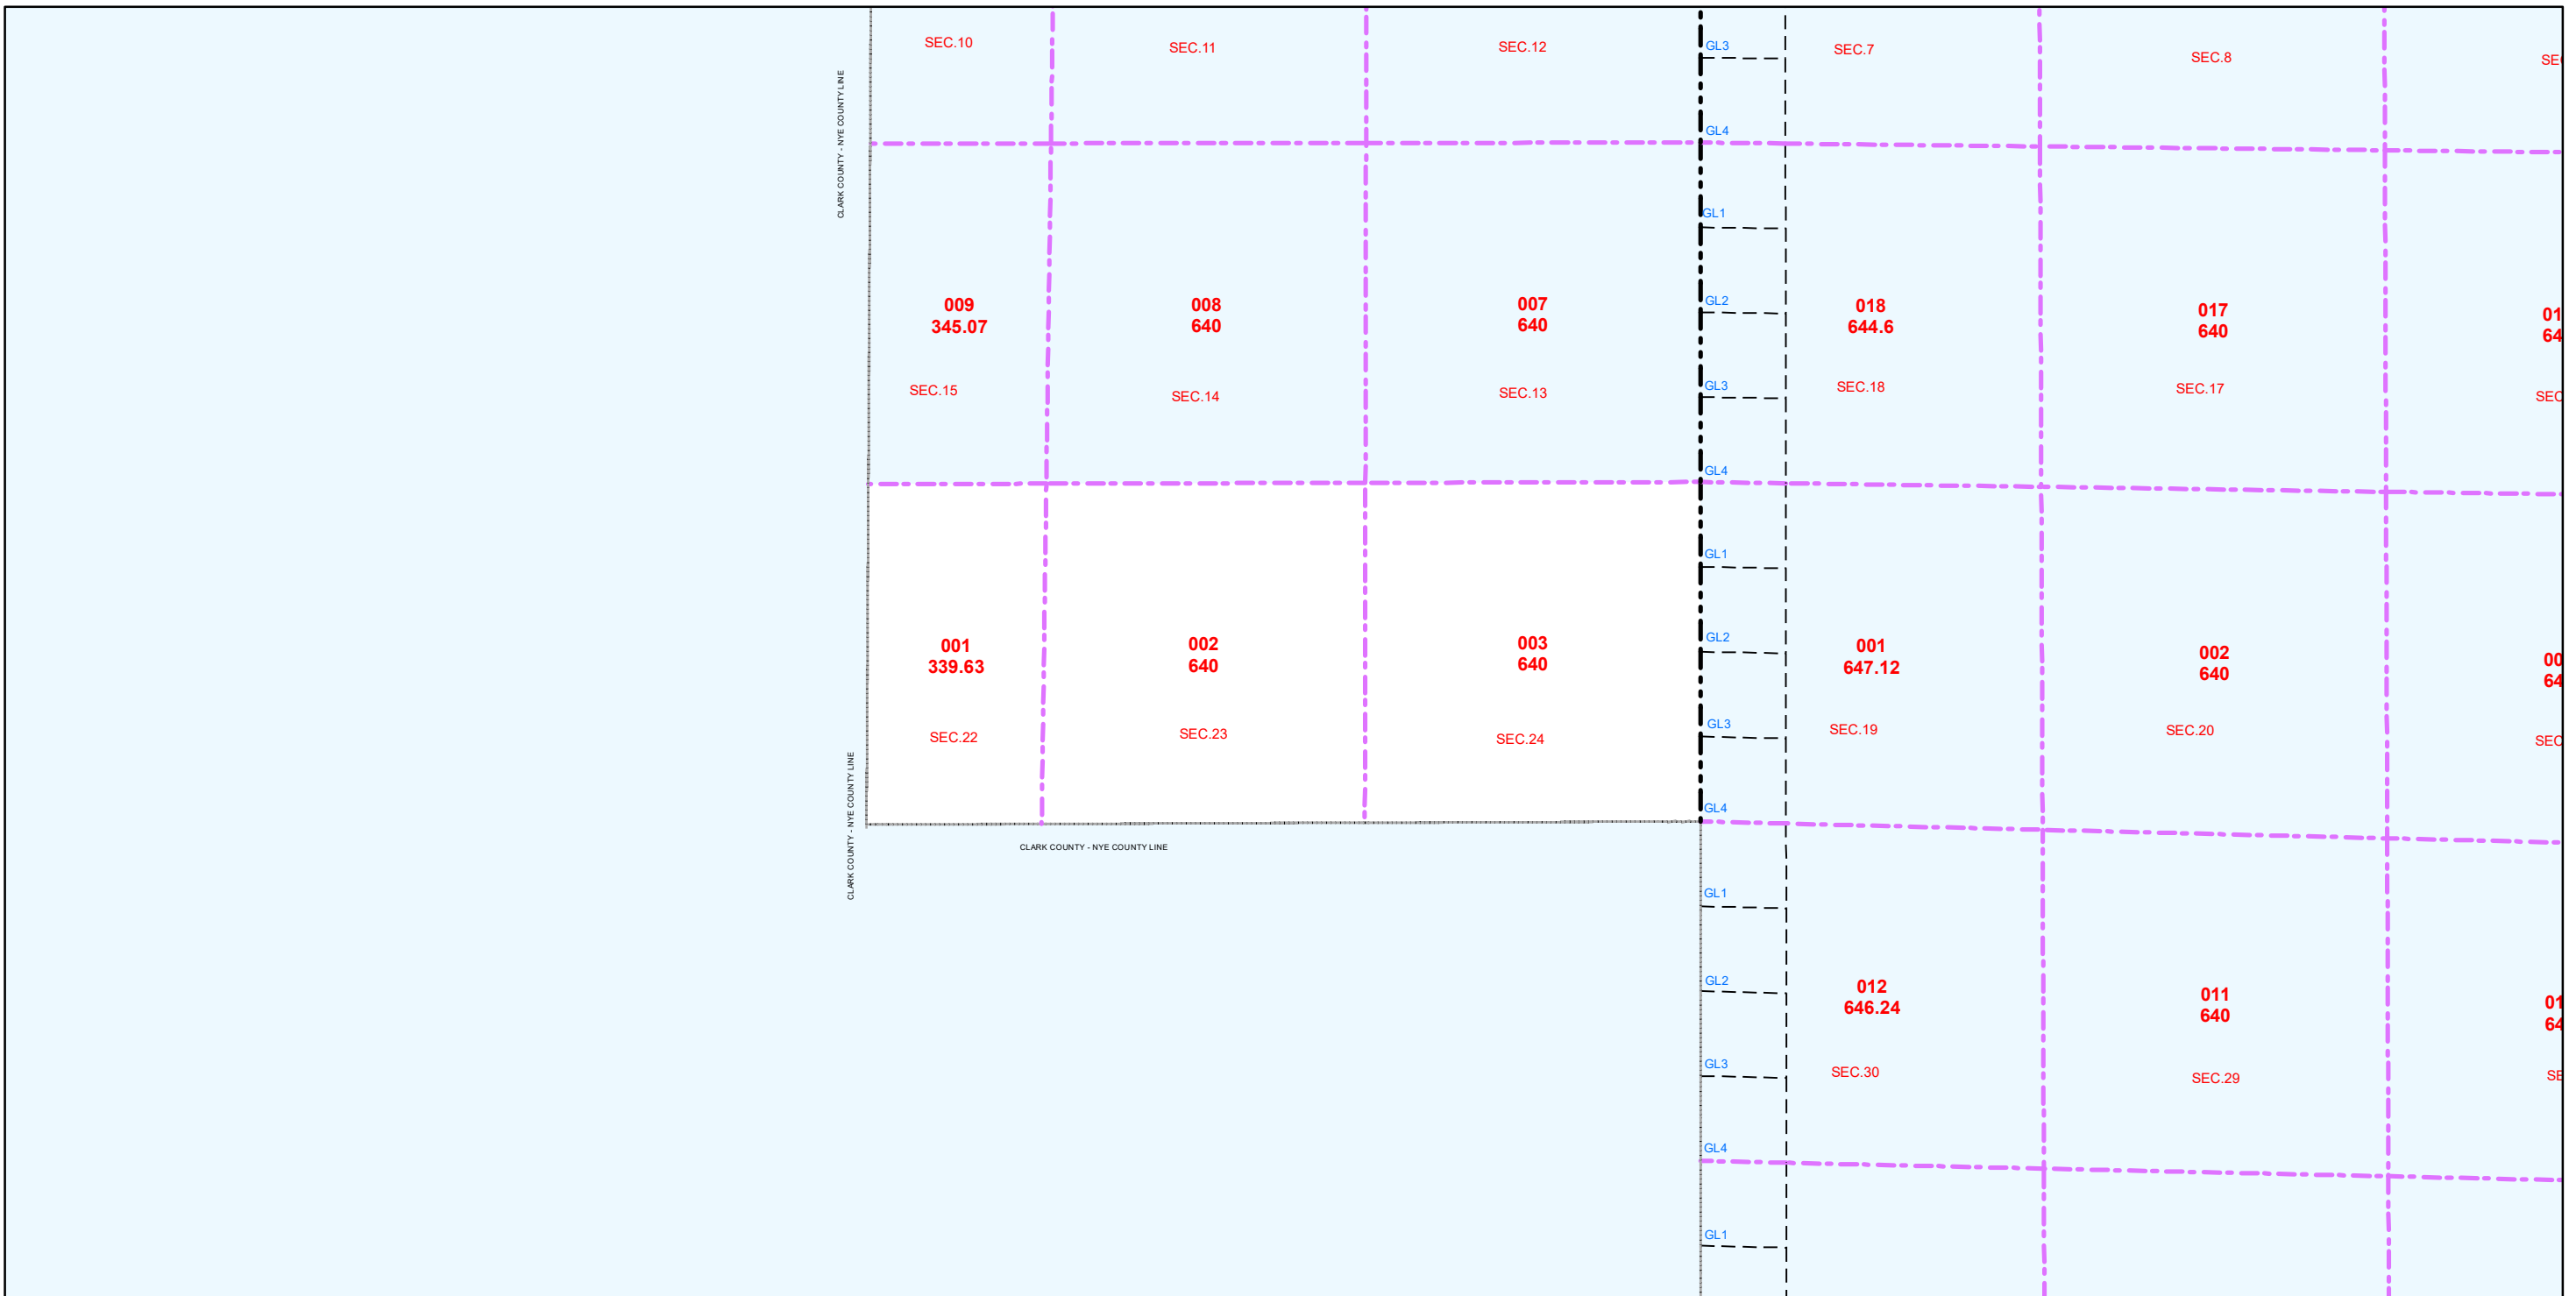 SEC.10
SEC.11
SEC.12
GL3
SEC.7
SEC.8
CLARK COUNTY - NYE COUNTY LINE
GL4
GL1
009
345.07
008
640
007
640
GL2
018
644.6
017
640
SEC.15
SEC.14
SEC.13
GL3
SEC.18
SEC.17
GL4
GL1
001
339.63
002
640
003
640
GL2
001
647.12
002
640
SEC.22
SEC.23
SEC.24
GL3
SEC.19
SEC.20
CLARK COUNTY - NYE COUNTY LINE
GL4
CLARK COUNTY - NYE COUNTY LINE
GL1
GL2
012
646.24
011
640
GL3
SEC.30
SEC.29
GL4
GL1